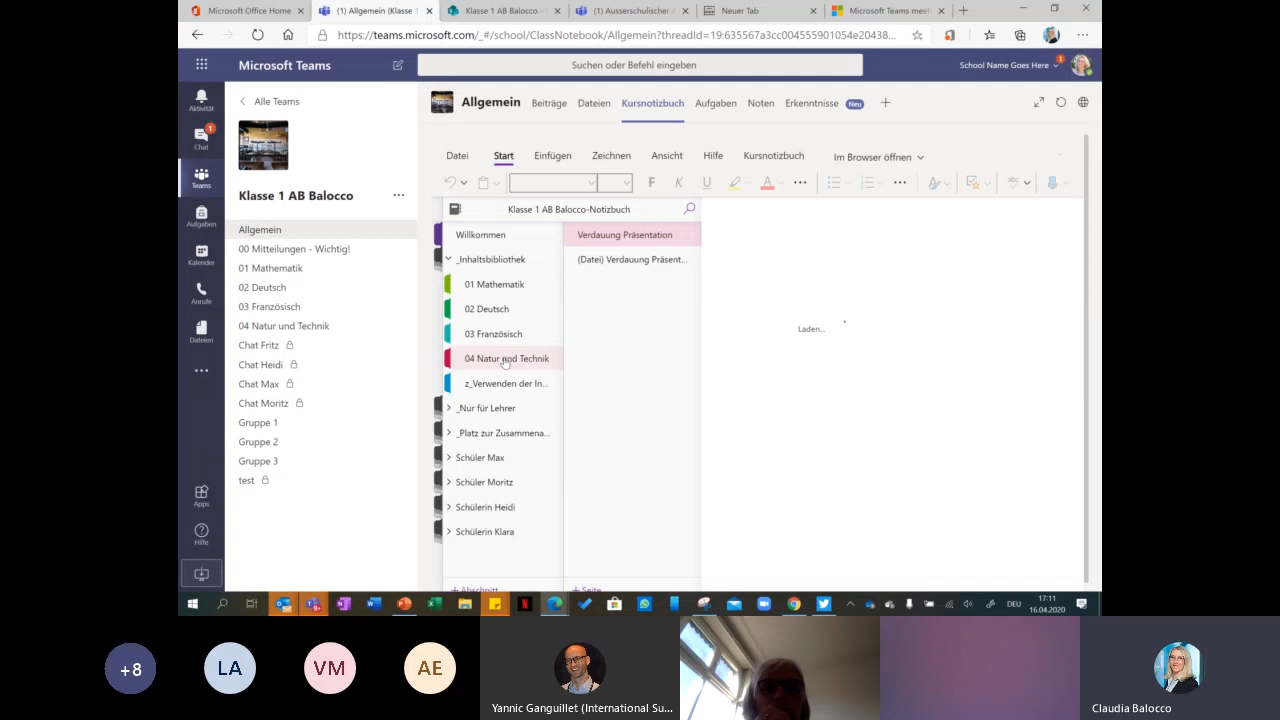 Microsoft Office Home
(1) Allgemein (Klasse 1
Klasse 1 AB Balocco -
(1) Ausserschulischer A
Neuer Tab
Microsoft Teams meet
https://teams.microsoft.com/_#/school/ClassNotebook/Allgemein?threadId=19:635567a3cc004555901054e20438...
Microsoft Teams
Suchen oder Befehl eingeben
School Name Goes Here
1
Aktivität
Chat
1
Teams
Aufgaben
Kalender
Anrufe
Dateien
Apps
Hilfe
Alle Teams
Klasse 1 AB Balocco
Allgemein
00 Mitteilungen - Wichtig!
01 Mathematik
02 Deutsch
03 Französisch
04 Natur und Technik
Chat Fritz
Chat Heidi
Chat Max
Chat Moritz
Gruppe 1
Gruppe 2
Gruppe 3
test
Allgemein
Beiträge
Dateien
Kursnotizbuch
Aufgaben
Noten
Erkenntnisse
Neu
Datei
Start
Einfügen
Zeichnen
Ansicht
Hilfe
Kursnotizbuch
Im Browser öffnen
F
K
U
A
abc
Klasse 1 AB Balocco-Notizbuch
Willkommen
_Inhaltsbibliothek
01 Mathematik
02 Deutsch
03 Französisch
04 Natur und Technik
z_Verwenden der In...
_Nur für Lehrer
_Platz zur Zusammena...
Schüler Max
Schüler Moritz
Schülerin Heidi
Schülerin Klara
+ Abschnitt
Verdauung Präsentation
(Datei) Verdauung Präsent...
+ Seite
Laden...
9+
DEU
17:11
16.04.2020
+8
LA
VM
AE
Yannic Ganguillet (International Su...
Claudia Balocco